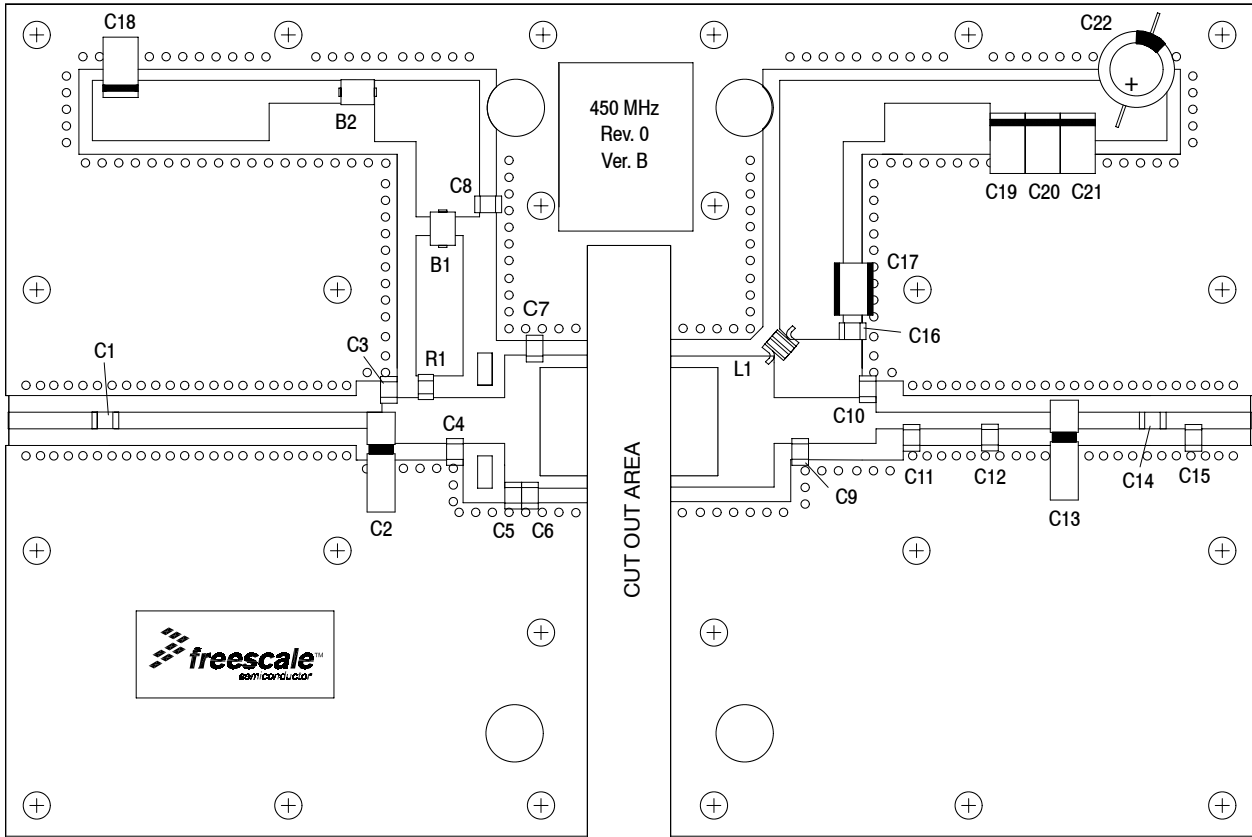 C18
C22
B2
450 MHz
Rev. 0
Ver. B
+
C8
C19 C20 C21
B1
C17
C7
C16
C1
C3
R1
L1
C10
C4
C9
C11
C12
C14
C15
C2
C5 C6
C13
CUT OUT AREA
freescale™
semiconductor